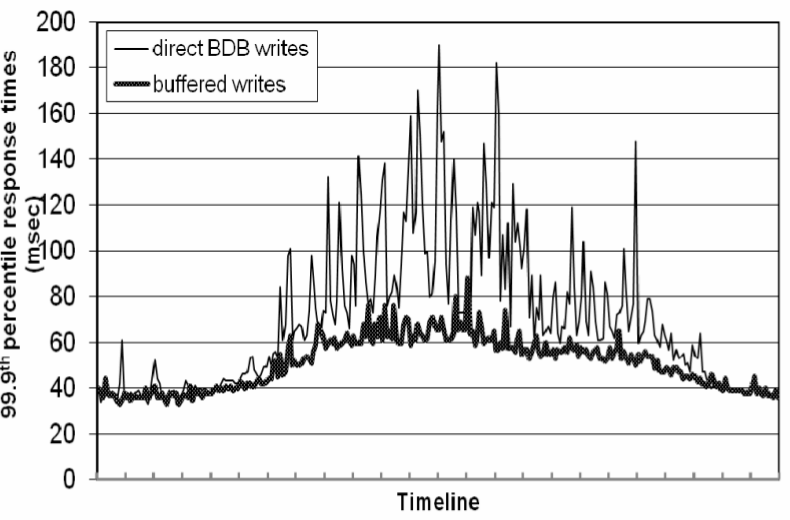 200
180
160
140
120
100
80
60
40
20
0
99.9th percentile response times
(msec)
direct BDB writes
buffered writes
Timeline